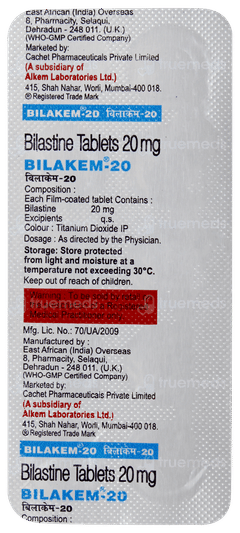 East African (India) Overseas
8, Pharmacity, Selaqui,
Dehradun - 248 011. (U.K.)
(WHO-GMP Certified Company)
Marketed by:
Cachet Pharmaceuticals Private Limited
(A subsidiary of
Alkem Laboratories Ltd.)
415, Shah Nahar, Worli, Mumbai-400 018.
® Registered Trade Mark
BILAKEM®-20 बिलाकेम-20
Bilastine Tablets 20 mg
BILAKEM®-20
बिलाकेम-20
Composition :
Each Film-coated tablet Contains :
Bilastine 20 mg
Excipients q.s.
Colour : Titanium Dioxide IP
Dosage : As directed by the Physician.
Storage: Store protected
from light and moisture at a
temperature not exceeding 30°C.
Keep out of reach of children.
Warning: To be sold by retail
truemeds
Mfg. Lic. No.: 70/UA/2009
Manufactured by :
East African (India) Overseas
8, Pharmacity, Selaqui,
Dehradun - 248 011. (U.K.)
(WHO-GMP Certified Company)
Marketed by:
Cachet Pharmaceuticals Private Limited
(A subsidiary of
Alkem Laboratories Ltd.)
415, Shah Nahar, Worli, Mumbai-400 018.
® Registered Trade Mark
BILAKEM®-20 बिलाकेम-20
Bilastine Tablets 20 mg
BILAKEM®-20
बिलाकेम-20
Composition :